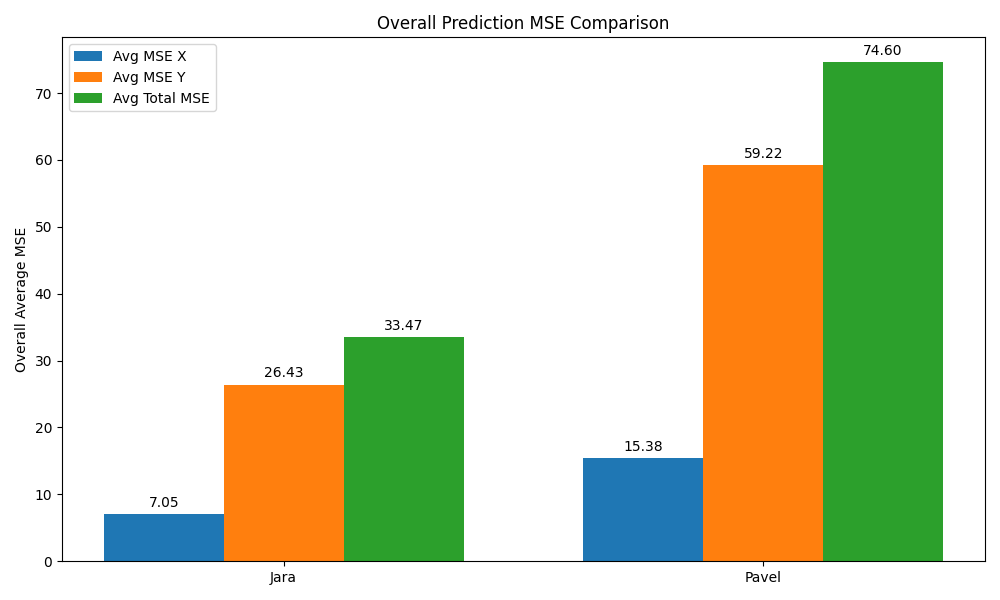 Overall Prediction MSE Comparison
Avg MSE X
Avg MSE Y
Avg Total MSE
Overall Average MSE
70
60
50
40
30
20
10
0
7.05
26.43
33.47
15.38
59.22
74.60
Jara
Pavel